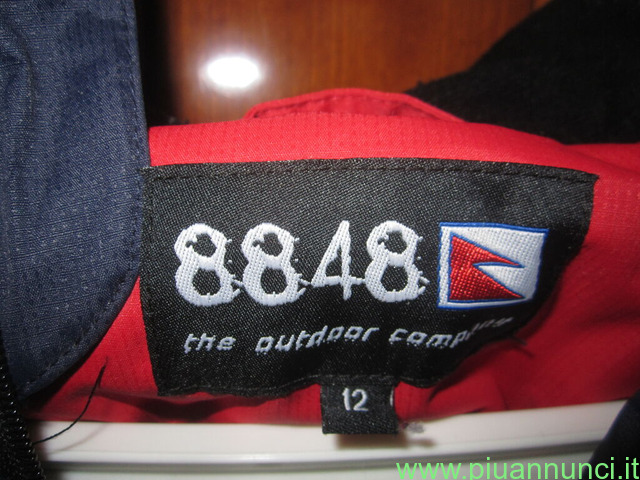 8848
the outdoor company
12
www.piuannunci.it